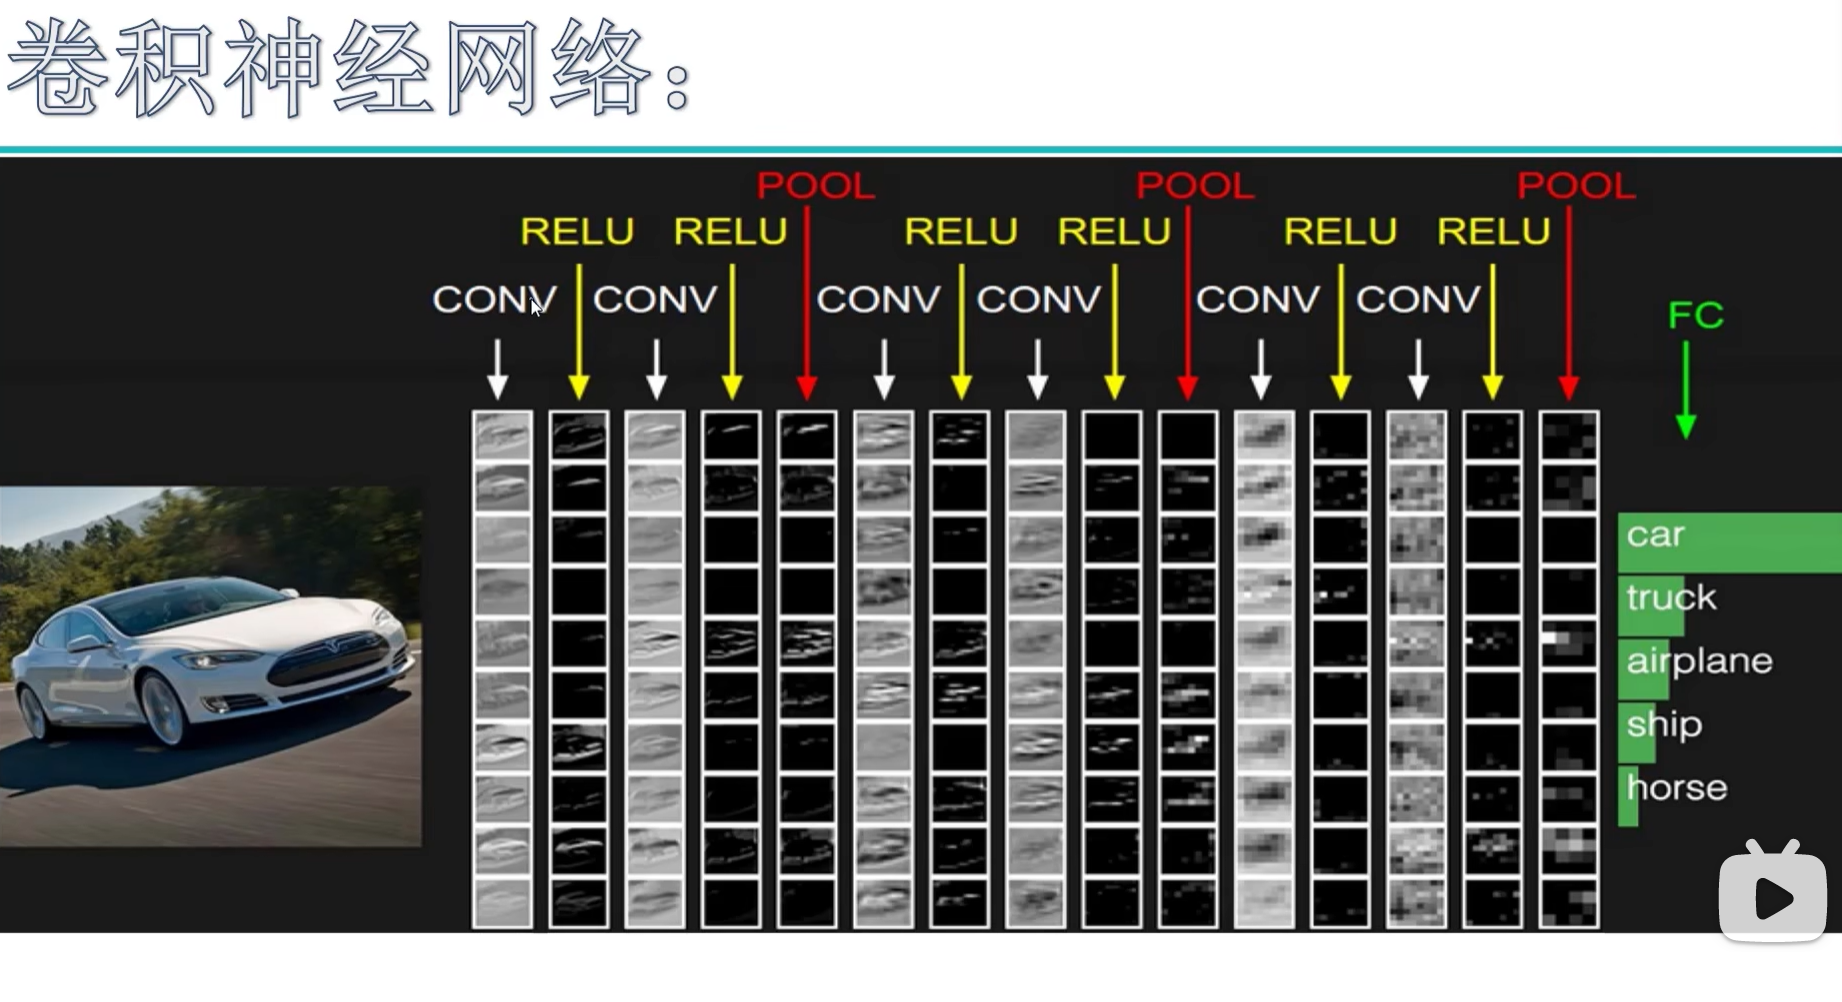 卷积神经网络：
POOL POOL POOL
RELU RELU RELU RELU RELU RELU
CONV CONV CONV CONV CONV CONV
FC
car
truck
airplane
ship
horse